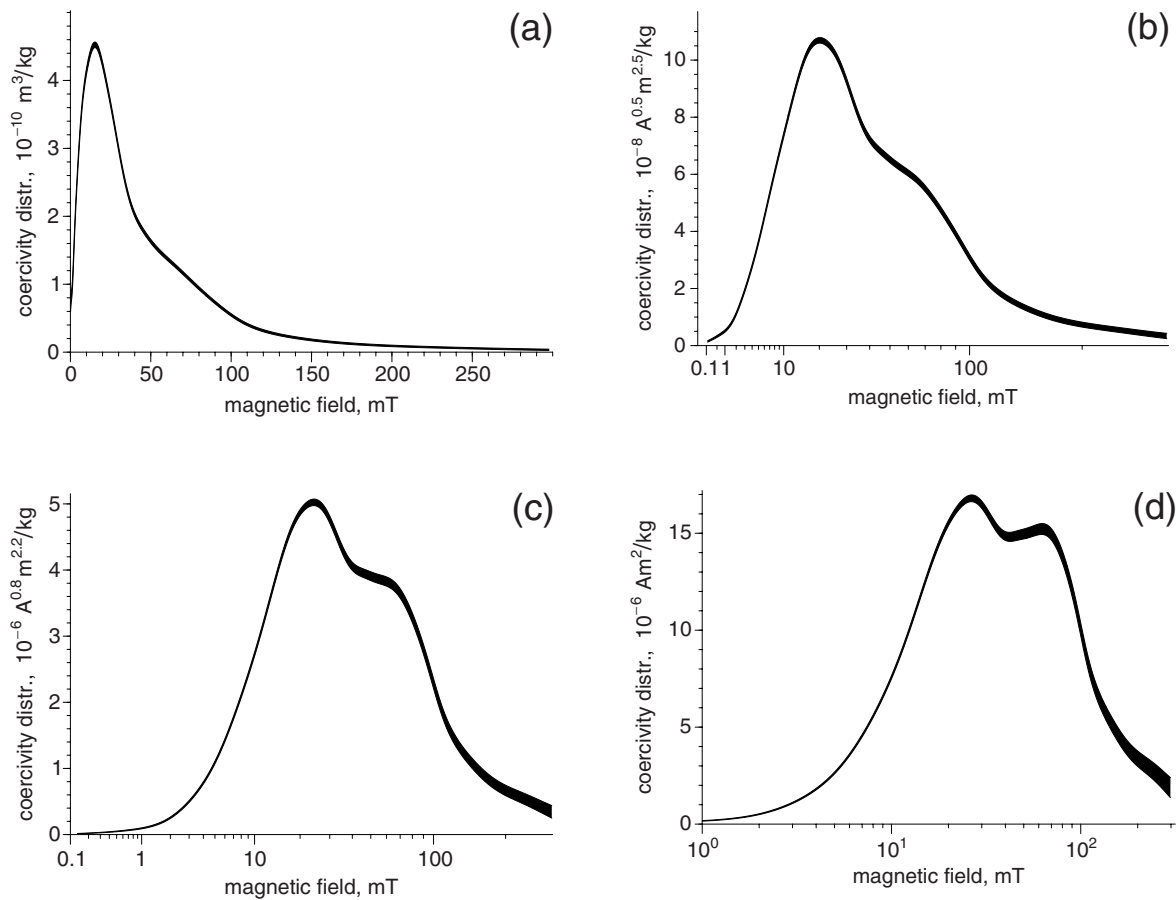 (a)
coercivity distr., 10⁻¹⁰ m³/kg
4
3
2
1
0
0 50 100 150 200 250
magnetic field, mT
(b)
coercivity distr., 10⁻⁸ A⁰·⁵ m²·⁵/kg
10
8
6
4
2
0
0.11 10 100
magnetic field, mT
(c)
coercivity distr., 10⁻⁶ A⁰·⁸ m²·²/kg
5
4
3
2
1
0
0.1 1 10 100
magnetic field, mT
(d)
coercivity distr., 10⁻⁶ Am²/kg
15
10
5
0
10⁰ 10¹ 10²
magnetic field, mT